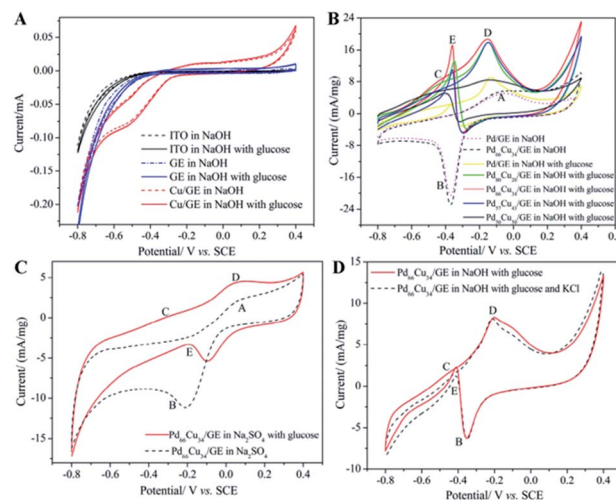 A
Current/mA
0.05
0.00
-0.05
-0.10
-0.15
-0.20
ITO in NaOH
ITO in NaOH with glucose
GE in NaOH
GE in NaOH with glucose
Cu/GE in NaOH
Cu/GE in NaOH with glucose
-0.8 -0.6 -0.4 -0.2 0.0 0.2 0.4
Potential/ V vs. SCE
B
Current/ (mA/mg)
24
16
8
0
-8
-16
-24
E
B
C
A
B
Pd/GE in NaOH
Pd₆₆Cu₃₄/GE in NaOH
Pd/GE in NaOH with glucose
Pd₈₀Cu₂₀/GE in NaOH with glucose
Pd₆₆Cu₃₄/GE in NaOH with glucose
Pd₅₇Cu₄₃/GE in NaOH with glucose
/GE in NaOH with glucose
-0.8 -0.6 -0.4 -0.2 0.0 0.2 0.4
Potential/ V vs. SCE
C
Current/ (mA/mg)
5
0
-5
-10
-15
D
C
A
E
B
Pd₆₆Cu₃₄/GE in Na₂SO₄ with glucose
Pd₆₆Cu₃₄/GE in Na₂SO₄
-0.8 -0.6 -0.4 -0.2 0.0 0.2 0.4
Potential/ V vs. SCE
D
Current/ (mA/mg)
15
10
5
0
-5
-10
Pd₆₆Cu₃₄/GE in NaOH with glucose
Pd₆₆Cu₃₄/GE in NaOH with glucose and KCl
D
C
E
B
-0.8 -0.6 -0.4 -0.2 0.0 0.2 0.4
Potential/ V vs. SCE